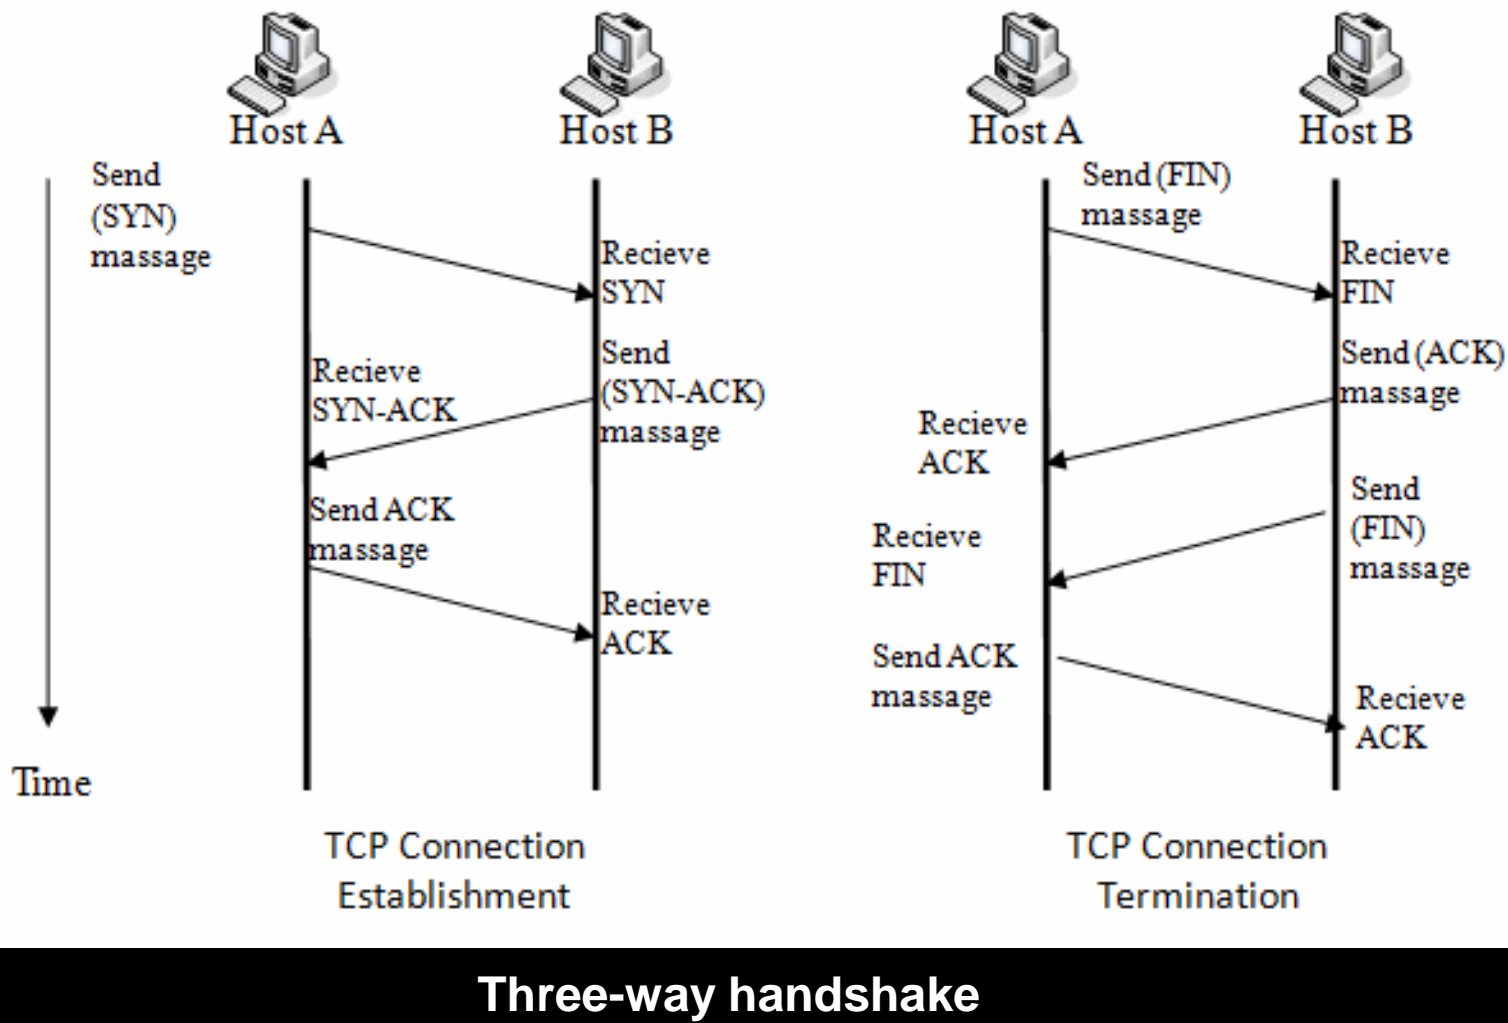 Host A
Host B
Send
(SYN)
massage
Recieve
SYN
Send
(SYN-ACK)
massage
Recieve
SYN-ACK
Send ACK
massage
Recieve
ACK
Time
TCP Connection
Establishment
Host A
Host B
Send (FIN)
massage
Recieve
FIN
Send (ACK)
massage
Recieve
ACK
Send
(FIN)
massage
Recieve
FIN
Send ACK
massage
Recieve
ACK
TCP Connection
Termination
Three-way handshake